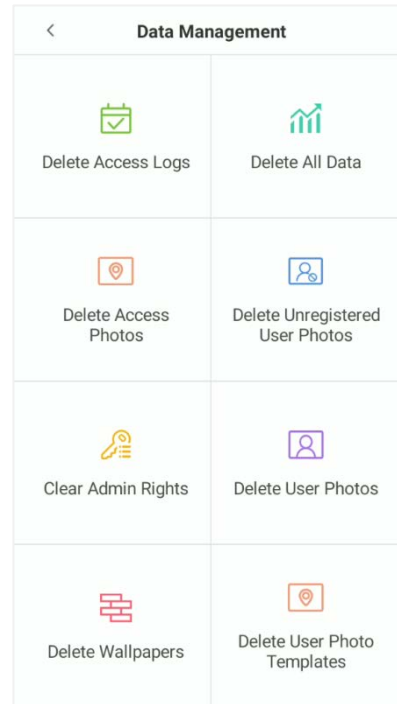 Data Management
Delete Access Logs
Delete All Data
Delete Access
Photos
Delete Unregistered
User Photos
Clear Admin Rights
Delete User Photos
Delete Wallpapers
Delete User Photo
Templates